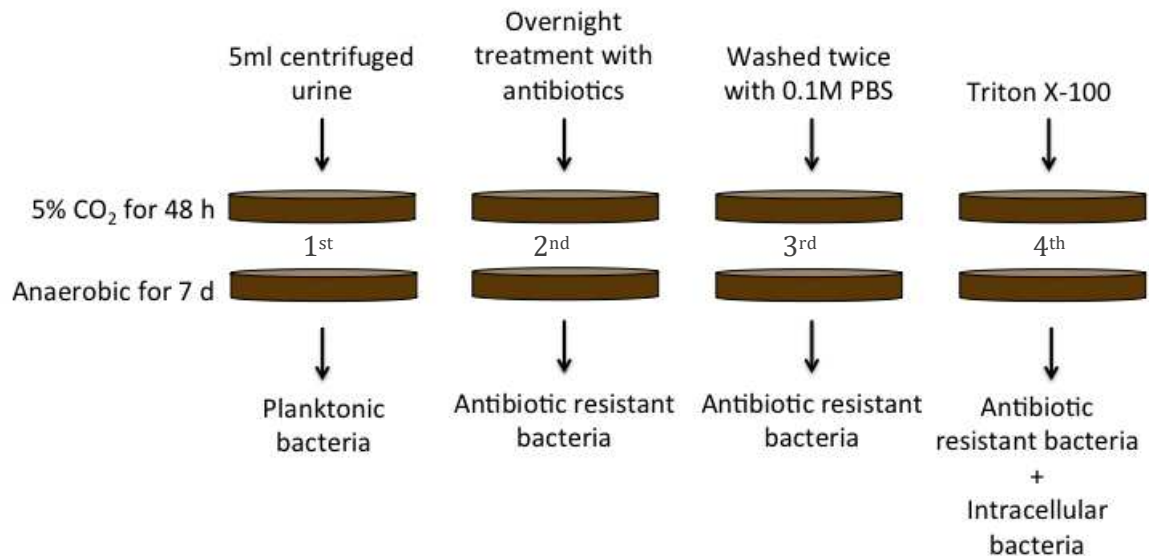 5ml centrifuged
urine
Overnight
treatment with
antibiotics
Washed twice
with 0.1M PBS
Triton X-100
5% CO₂ for 48 h
1ˢᵗ
2ⁿᵈ
3ʳᵈ
4ᵗʰ
Anaerobic for 7 d
Planktonic
bacteria
Antibiotic resistant
bacteria
Antibiotic resistant
bacteria
Antibiotic
resistant bacteria
+
Intracellular
bacteria